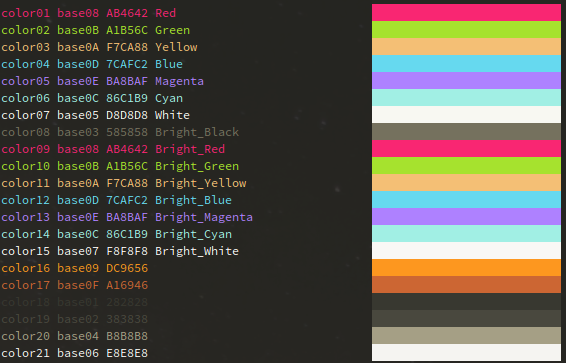 color01 base08 AB4642 Red
color02 base0B A1B56C Green
color03 base0A F7CA88 Yellow
color04 base0D 7CAFC2 Blue
color05 base0E BA8BAF Magenta
color06 base0C 86C1B9 Cyan
color07 base05 D8D8D8 White
color08 base03 585858 Bright_Black
color09 base08 AB4642 Bright_Red
color10 base0B A1B56C Bright_Green
color11 base0A F7CA88 Bright_Yellow
color12 base0D 7CAFC2 Bright_Blue
color13 base0E BA8BAF Bright_Magenta
color14 base0C 86C1B9 Bright_Cyan
color15 base07 F8F8F8 Bright_White
color16 base09 DC9656
color17 base0F A16946
color18 base01 282828
color19 base02 383838
color20 base04 B8B8B8
color21 base06 E8E8E8